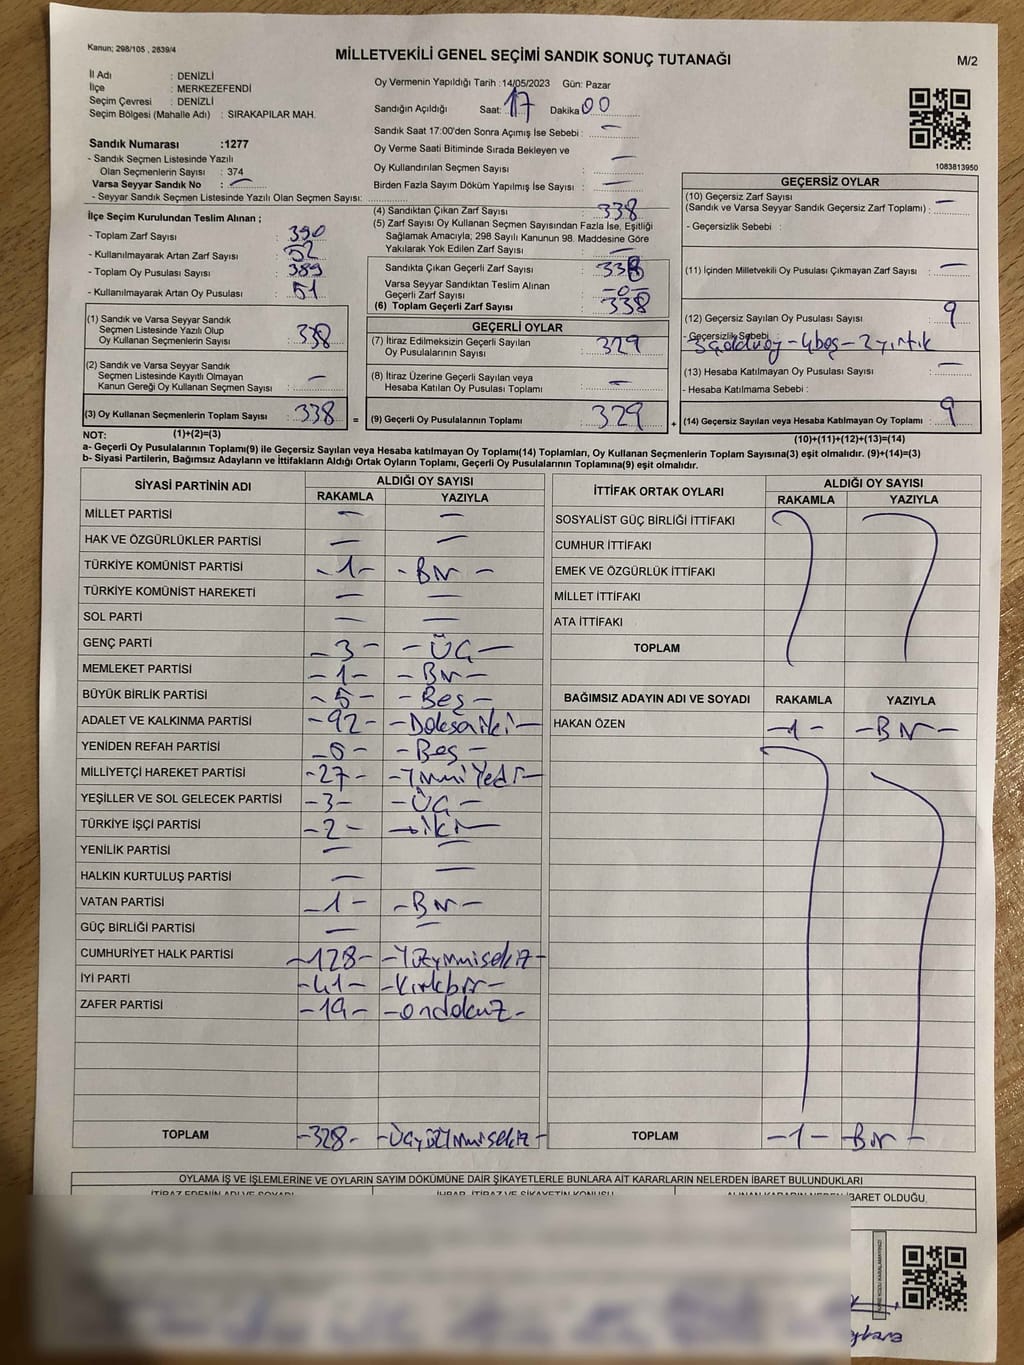 Kanun; 298/105 , 2839/4
MİLLETVEKİLİ GENEL SEÇİMİ SANDIK SONUÇ TUTANAĞI
M/2
İl Adı : DENİZLİ
İlçe : MERKEZEFENDİ
Seçim Çevresi : DENİZLİ
Seçim Bölgesi (Mahalle Adı) : SIRAKAPILAR MAH.
Sandık Numarası :1277
- Sandık Seçmen Listesinde Yazılı
Olan Seçmenlerin Sayısı : 374
Varsa Seyyar Sandık No : —
- Seyyar Sandık Seçmen Listesinde Yazılı Olan Seçmen Sayısı:
Oy Vermenin Yapıldığı Tarih :14/05/2023 Gün: Pazar
Sandığın Açıldığı Saat: 17 Dakika 00
Sandık Saat 17:00'den Sonra Açımış İse Sebebi : —
Oy Verme Saati Bitiminde Sırada Bekleyen ve
Oy Kullandırılan Seçmen Sayısı : —
Birden Fazla Sayım Döküm Yapılmış İse Sayısı : —
1083813950
İlçe Seçim Kurulundan Teslim Alınan ;
- Toplam Zarf Sayısı : 390
- Kullanılmayarak Artan Zarf Sayısı : 52
- Toplam Oy Pusulası Sayısı : 389
- Kullanılmayarak Artan Oy Pusulası : 51
(1) Sandık ve Varsa Seyyar Sandık
Seçmen Listesinde Yazılı Olup
Oy Kullanan Seçmenlerin Sayısı : 338
(2) Sandık ve Varsa Seyyar Sandık
Seçmen Listesinde Kayıtlı Olmayan
Kanun Gereği Oy Kullanan Seçmen Sayısı : —
(3) Oy Kullanan Seçmenlerin Toplam Sayısı : 338
(1)+(2)=(3)
(4) Sandıktan Çıkan Zarf Sayısı : 338
(5) Zarf Sayısı Oy Kullanan Seçmen Sayısından Fazla İse, Eşitliği
Sağlamak Amacıyla; 298 Sayılı Kanunun 98. Maddesine Göre
Yakılarak Yok Edilen Zarf Sayısı : —
Sandıkta Çıkan Geçerli Zarf Sayısı : 338
Varsa Seyyar Sandıktan Teslim Alınan
Geçerli Zarf Sayısı : -0-
(6) Toplam Geçerli Zarf Sayısı : 338
GEÇERLİ OYLAR
(7) İtiraz Edilmeksizin Geçerli Sayılan
Oy Pusulalarının Sayısı : 329
(8) İtiraz Üzerine Geçerli Sayılan veya
Hesaba Katılan Oy Pusulası Toplamı : —
= (9) Geçerli Oy Pusulalarının Toplamı : 329 +
GEÇERSİZ OYLAR
(10) Geçersiz Zarf Sayısı
(Sandık ve Varsa Seyyar Sandık Geçersiz Zarf Toplamı) : —
- Geçersizlik Sebebi :
(11) İçinden Milletvekili Oy Pusulası Çıkmayan Zarf Sayısı : —
(12) Geçersiz Sayılan Oy Pusulası Sayısı : 9
- Geçersizlik Sebebi
4boş-2yırtık
(13) Hesaba Katılmayan Oy Pusulası Sayısı : —
- Hesaba Katılmama Sebebi :
(14) Geçersiz Sayılan veya Hesaba Katılmayan Oy Toplamı : 9
(10)+(11)+(12)+(13)=(14)
NOT:
a- Geçerli Oy Pusulalarının Toplamı(9) ile Geçersiz Sayılan veya Hesaba katılmayan Oy Toplamı(14) Toplamları, Oy Kullanan Seçmenlerin Toplam Sayısına(3) eşit olmalıdır. (9)+(14)=(3)
b- Siyasi Partilerin, Bağımsız Adayların ve İttifakların Aldığı Ortak Oyların Toplamı, Geçerli Oy Pusulalarının Toplamına(9) eşit olmalıdır.
SİYASİ PARTİNİN ADI ALDIĞI OY SAYISI
RAKAMLA YAZIYLA
MİLLET PARTİSİ — —
HAK VE ÖZGÜRLÜKLER PARTİSİ — —
TÜRKİYE KOMÜNİST PARTİSİ -1- -Bir-
TÜRKİYE KOMÜNİST HAREKETİ — —
SOL PARTİ — —
GENÇ PARTİ -3- -ÜÇ-
MEMLEKET PARTİSİ -1- -Bir-
BÜYÜK BİRLİK PARTİSİ -5- -Beş-
ADALET VE KALKINMA PARTİSİ -92- -Doksaniki-
YENİDEN REFAH PARTİSİ -5- -Beş-
MİLLİYETÇİ HAREKET PARTİSİ -27- -YirmiYedi-
YEŞİLLER VE SOL GELECEK PARTİSİ -3- -ÜÇ-
TÜRKİYE İŞÇİ PARTİSİ -2- -iki-
YENİLİK PARTİSİ — —
HALKIN KURTULUŞ PARTİSİ — —
VATAN PARTİSİ -1- -Bir-
GÜÇ BİRLİĞİ PARTİSİ — —
CUMHURİYET HALK PARTİSİ -128- -Yüzyirmisekiz-
İYİ PARTİ -41- -Kırkbir-
ZAFER PARTİSİ -19- -ondokuz-
TOPLAM -328- -Üçyüzyirmisekiz-
İTTİFAK ORTAK OYLARI ALDIĞI OY SAYISI
RAKAMLA YAZIYLA
SOSYALİST GÜÇ BİRLİĞİ İTTİFAKI
CUMHUR İTTİFAKI
EMEK VE ÖZGÜRLÜK İTTİFAKI
MİLLET İTTİFAKI
ATA İTTİFAKI
TOPLAM
BAĞIMSIZ ADAYIN ADI VE SOYADI RAKAMLA YAZIYLA
HAKAN ÖZEN -1- -Bir-
TOPLAM -1- -Bir-
OYLAMA İŞ VE İŞLEMLERİNE VE OYLARIN SAYIM DÖKÜMÜNE DAİR ŞİKAYETLERLE BUNLARA AİT KARARLARIN NELERDEN İBARET BULUNDUKLARI
İTİRAZ EDENİN ADI VE SOYADI İHBAR, İTİRAZ VE ŞİKAYETİN KONUSU ALINAN KARARIN NEDEN İBARET OLDUĞU